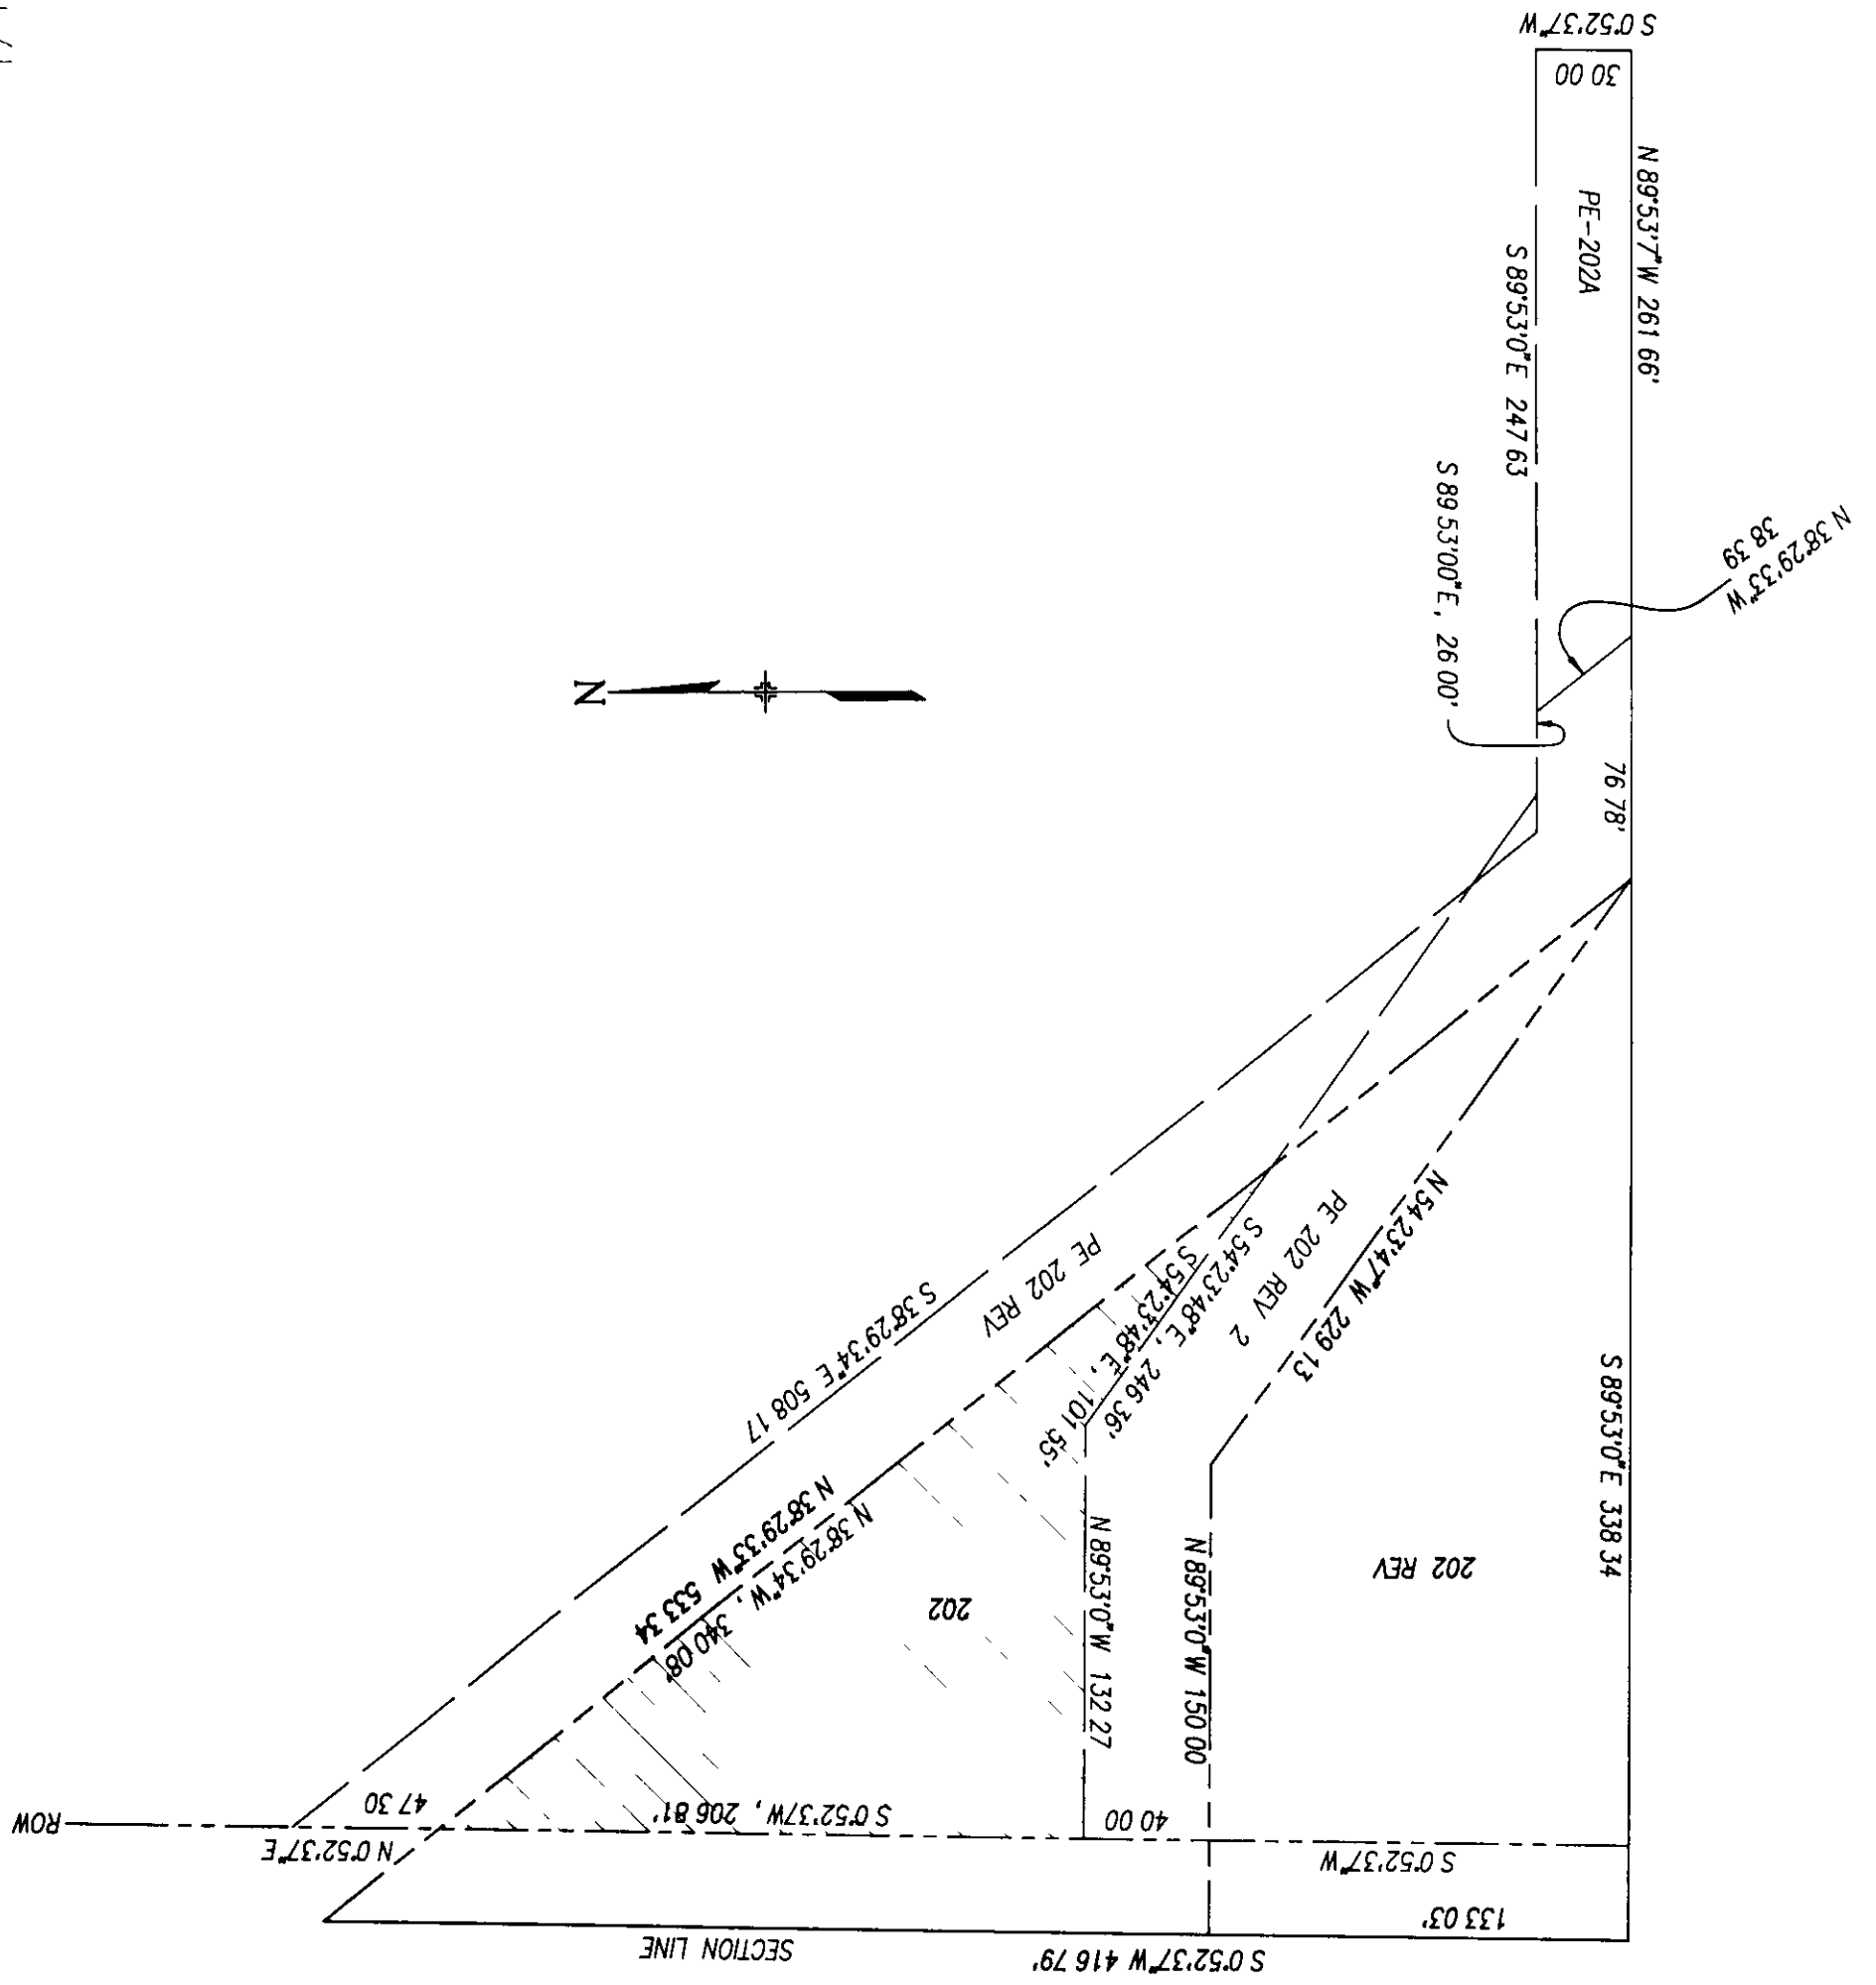 S 0°52'37"W
30 00
N 89°53'7"W 261 66'
PE-202A
S 89°53'0"E 247 63
S 89 53'00"E, 26 00'
N 38°29'33"W
38 39
76 78'
N
N 54 23'47"W 229 13
PE 202 REV 2
S 54°23'48"E, 246 36'
S 54°23'48"E, 101 55'
PE 202 REV
S 38°29'34"E 508 17
S 89°53'0"E 338 34
N 38°29'33"W 533 34
N 38°29'34"W, 340 08'
N 89°53'0"W 132 27
N 89°53'0"W 150 00
202 REV
202
47 30
S 0°52'37W, 206 81'
40 00
ROW
N 0°52'37"E
S 0°52'37"W
133 03'
SECTION LINE
S 0°52'37"W 416 79'